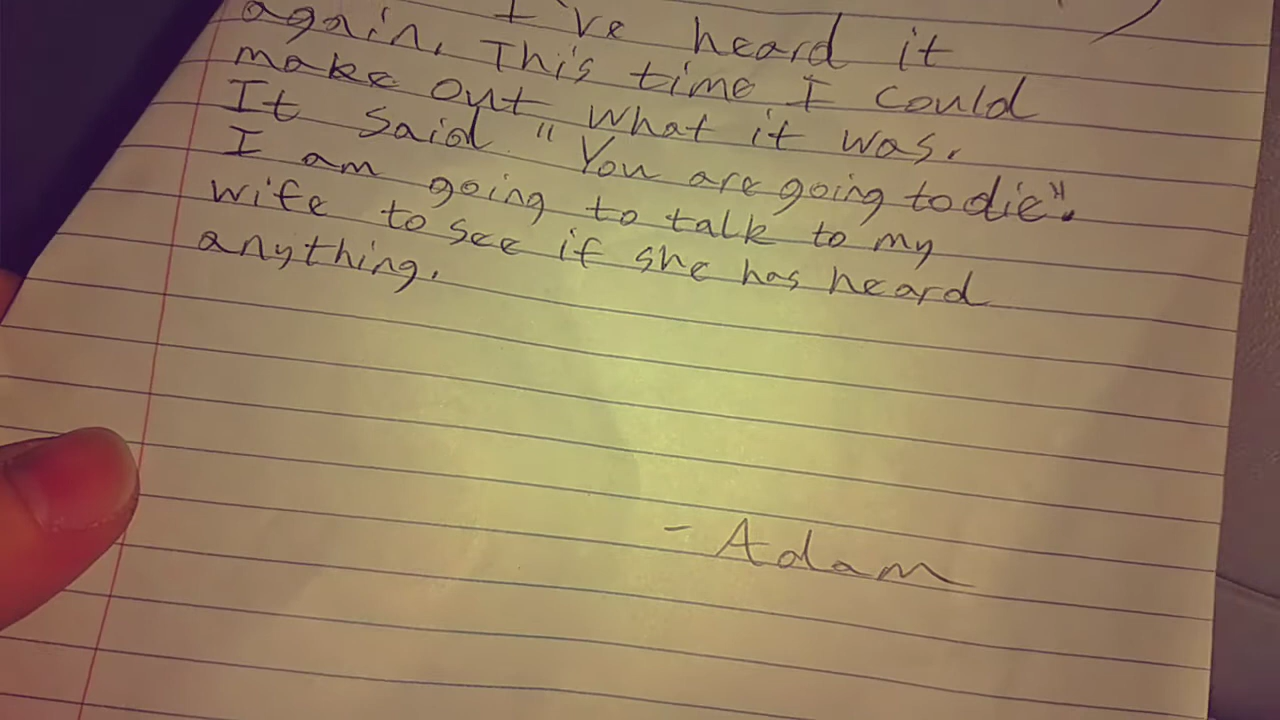 I've heard it
again. This time I could
make out what it was.
It said "You are going to die".
I am going to talk to my
wife to see if she has heard
anything.
- Adam